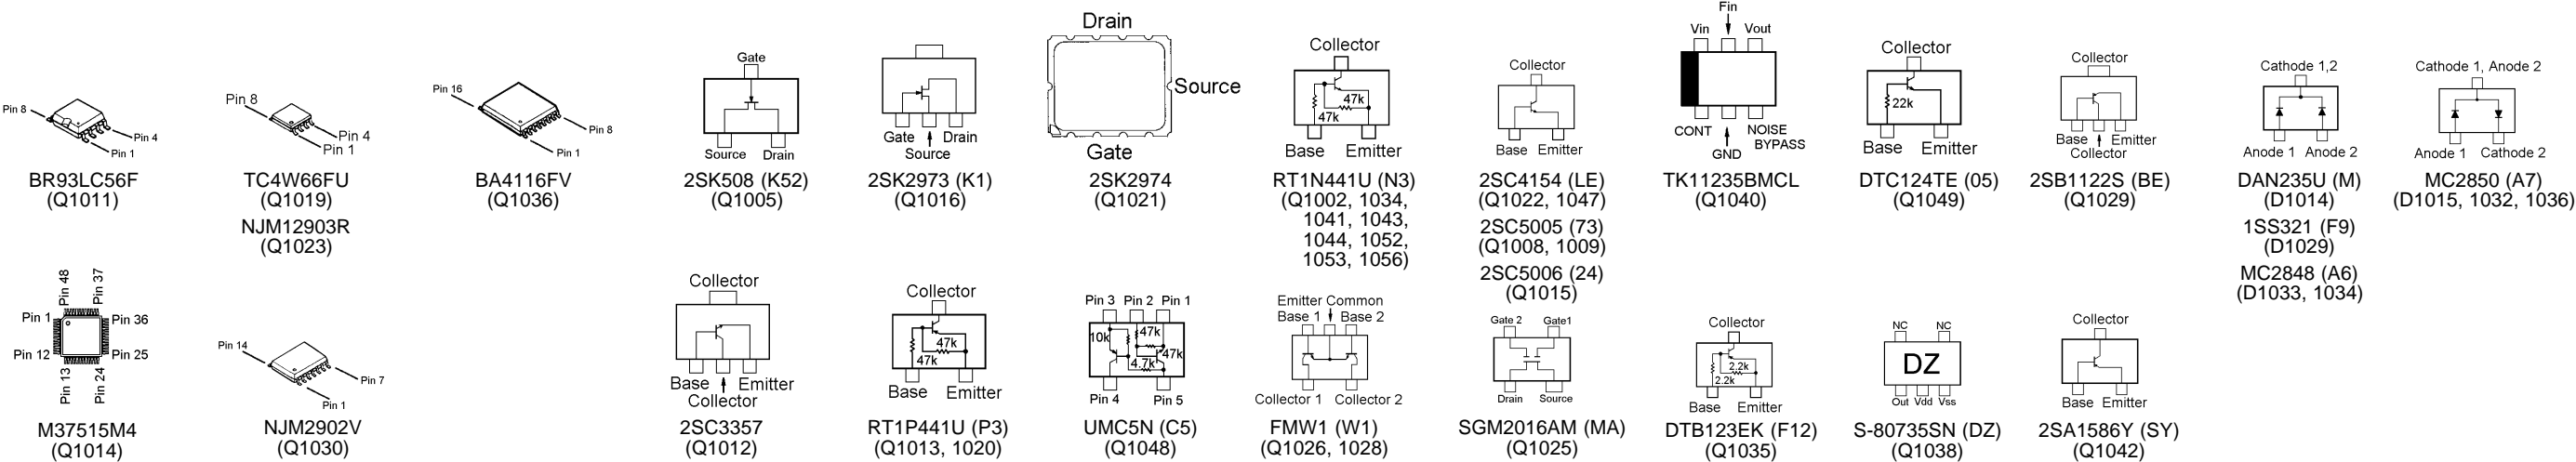 Pin 8
Pin 4
Pin 1
BR93LC56F
(Q1011)
Pin 8
Pin 4
Pin 1
TC4W66FU
(Q1019)
NJM12903R
(Q1023)
Pin 16
Pin 8
Pin 1
BA4116FV
(Q1036)
Gate
Source Drain
2SK508 (K52)
(Q1005)
Gate Drain
Source
2SK2973 (K1)
(Q1016)
Drain
Source
Gate
2SK2974
(Q1021)
Collector
47k
47k
Base Emitter
RT1N441U (N3)
(Q1002, 1034,
1041, 1043,
1044, 1052,
1053, 1056)
Collector
Base Emitter
2SC4154 (LE)
(Q1022, 1047)
2SC5005 (73)
(Q1008, 1009)
2SC5006 (24)
(Q1015)
Fin
Vin Vout
CONT NOISE
BYPASS
GND
TK11235BMCL
(Q1040)
Collector
22k
Base Emitter
DTC124TE (05)
(Q1049)
Collector
Base Emitter
Collector
2SB1122S (BE)
(Q1029)
Cathode 1,2
Anode 1 Anode 2
DAN235U (M)
(D1014)
1SS321 (F9)
(D1029)
MC2848 (A6)
(D1033, 1034)
Cathode 1, Anode 2
Anode 1 Cathode 2
MC2850 (A7)
(D1015, 1032, 1036)
Pin 48 Pin 37
Pin 1 Pin 36
Pin 12 Pin 25
Pin 13 Pin 24
M37515M4
(Q1014)
Pin 14
Pin 7
Pin 1
NJM2902V
(Q1030)
Collector
Base Emitter
Collector
2SC3357
(Q1012)
Collector
47k
47k
Base Emitter
RT1P441U (P3)
(Q1013, 1020)
Pin 3 Pin 2 Pin 1
47k
10k
47k
4.7k
Pin 4 Pin 5
UMC5N (C5)
(Q1048)
Emitter Common
Base 1 Base 2
Collector 1 Collector 2
FMW1 (W1)
(Q1026, 1028)
Gate 2 Gate1
Drain Source
SGM2016AM (MA)
(Q1025)
Collector
2.2k
2.2k
Base Emitter
DTB123EK (F12)
(Q1035)
NC NC
DZ
Out Vdd Vss
S-80735SN (DZ)
(Q1038)
Collector
Base Emitter
2SA1586Y (SY)
(Q1042)